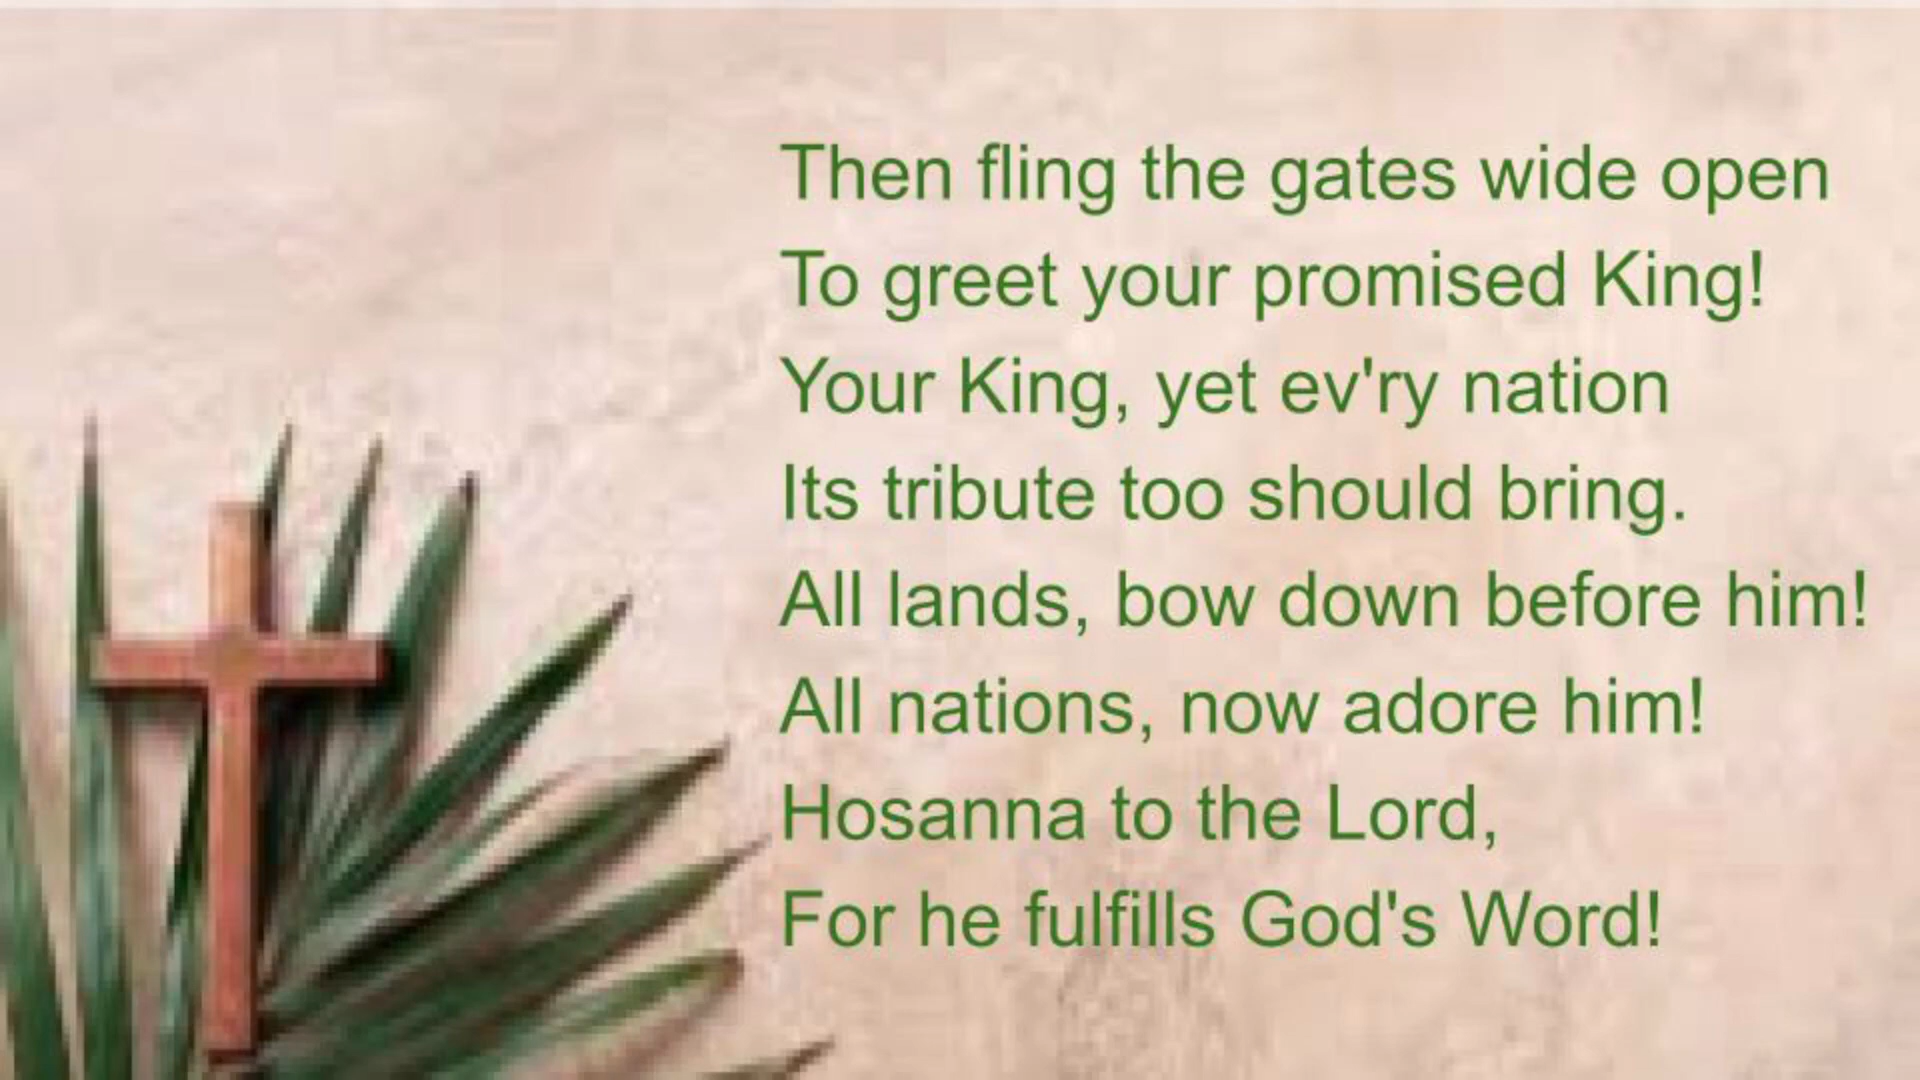 Then fling the gates wide open
To greet your promised King!
Your King, yet ev'ry nation
Its tribute too should bring.
All lands, bow down before him!
All nations, now adore him!
Hosanna to the Lord,
For he fulfills God's Word!